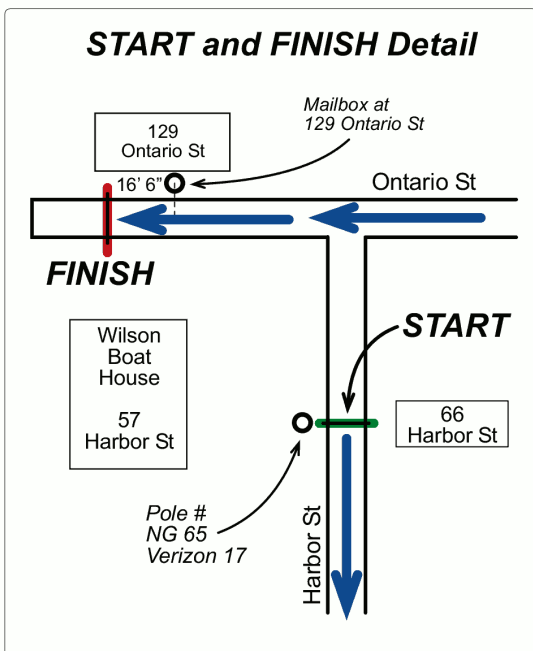 START and FINISH Detail
Mailbox at
129 Ontario St
129
Ontario St
16’ 6”
Ontario St
FINISH
START
Wilson
Boat
House
57
Harbor St
66
Harbor St
Pole #
NG 65
Verizon 17
Harbor St